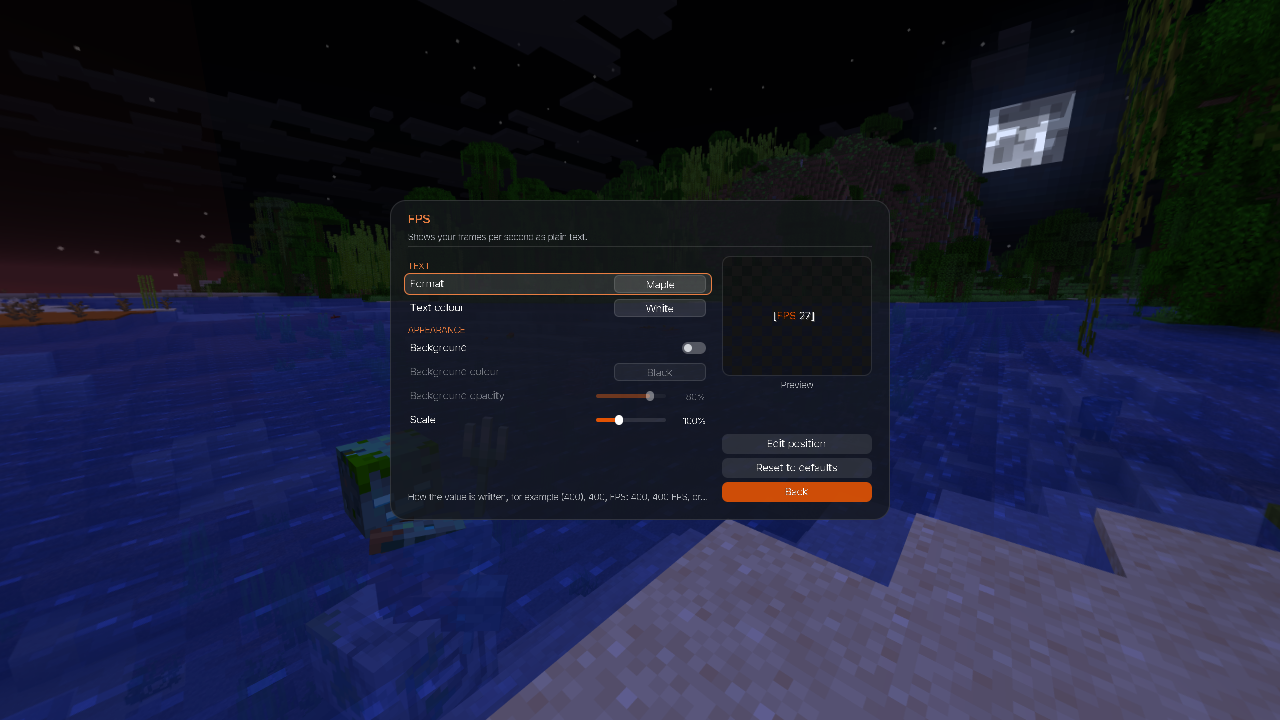 FPS
Shows your frames per second as plain text.
TEXT
Format
Maple
Text colour
White
APPEARANCE
Background
Background colour
Black
Background opacity
80%
Scale
100%
How the value is written, for example (400), 400, FPS: 400, 400 FPS, or...
[FPS 27]
Preview
Edit position
Reset to defaults
Back